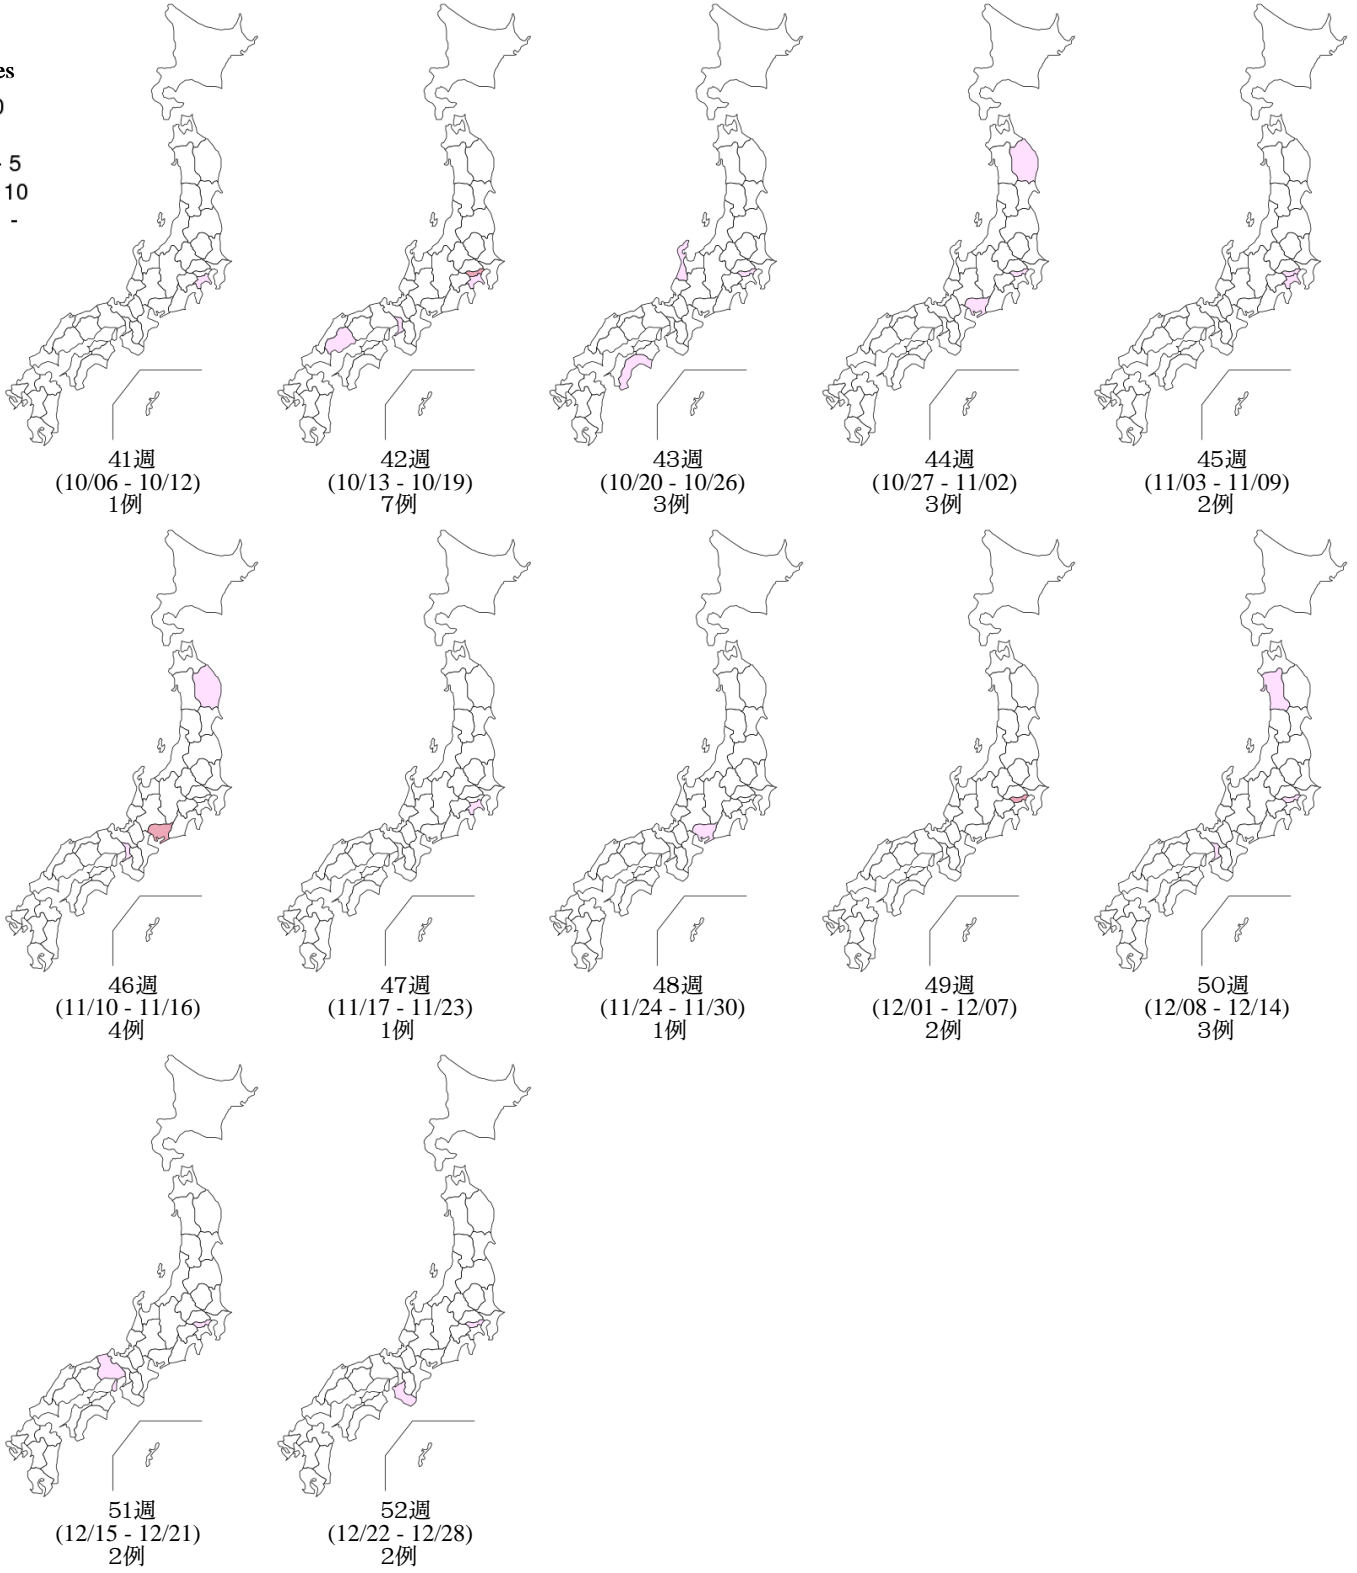 es
0
- 5
10
-
41週
(10/06 - 10/12)
1例
42週
(10/13 - 10/19)
7例
43週
(10/20 - 10/26)
3例
44週
(10/27 - 11/02)
3例
45週
(11/03 - 11/09)
2例
46週
(11/10 - 11/16)
4例
47週
(11/17 - 11/23)
1例
48週
(11/24 - 11/30)
1例
49週
(12/01 - 12/07)
2例
50週
(12/08 - 12/14)
3例
51週
(12/15 - 12/21)
2例
52週
(12/22 - 12/28)
2例